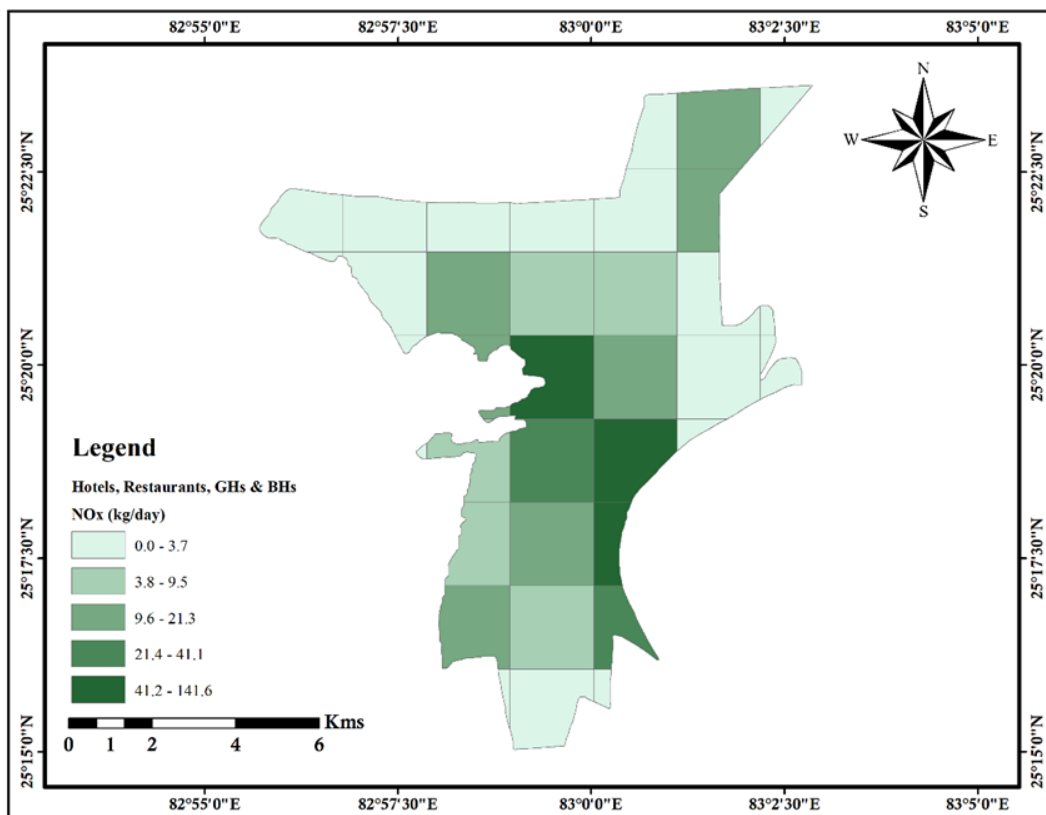 82°55'0"E 82°57'30"E 83°0'0"E 83°2'30"E 83°5'0"E
N
W E
S
25°22'30"N 25°22'30"N
25°20'0"N 25°20'0"N
25°17'30"N 25°17'30"N
25°15'0"N 25°15'0"N
Legend
Hotels, Restaurants, GHs & BHs
NOx (kg/day)
0.0 - 3.7
3.8 - 9.5
9.6 - 21.3
21.4 - 41.1
41.2 - 141.6
Kms
0 1 2 4 6
82°55'0"E 82°57'30"E 83°0'0"E 83°2'30"E 83°5'0"E